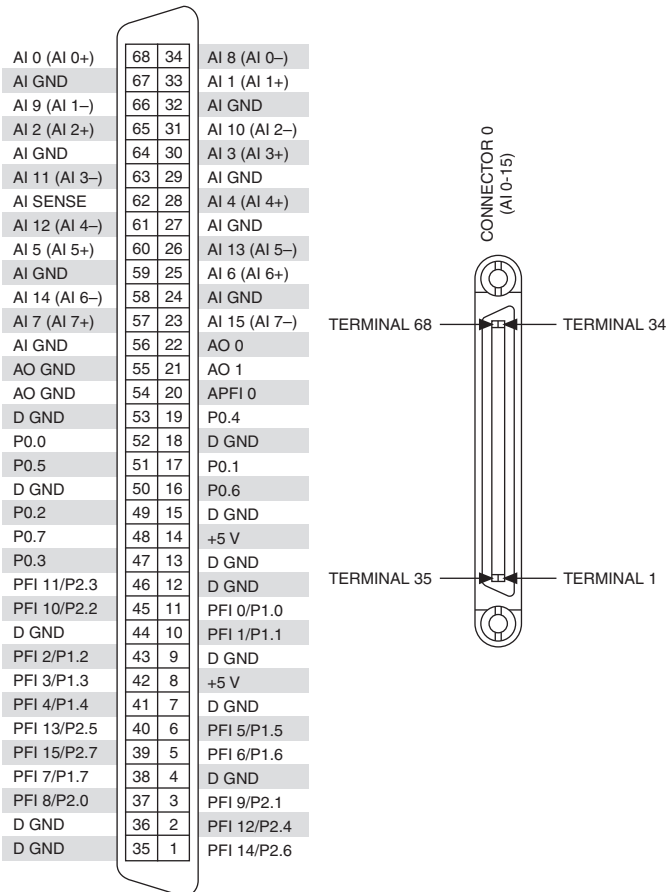 AI 0 (AI 0+) 68 34 AI 8 (AI 0–)
AI GND 67 33 AI 1 (AI 1+)
AI 9 (AI 1–) 66 32 AI GND
AI 2 (AI 2+) 65 31 AI 10 (AI 2–)
AI GND 64 30 AI 3 (AI 3+)
AI 11 (AI 3–) 63 29 AI GND
AI SENSE 62 28 AI 4 (AI 4+)
AI 12 (AI 4–) 61 27 AI GND
AI 5 (AI 5+) 60 26 AI 13 (AI 5–)
AI GND 59 25 AI 6 (AI 6+)
AI 14 (AI 6–) 58 24 AI GND
AI 7 (AI 7+) 57 23 AI 15 (AI 7–)
AI GND 56 22 AO 0
AO GND 55 21 AO 1
AO GND 54 20 APFI 0
D GND 53 19 P0.4
P0.0 52 18 D GND
P0.5 51 17 P0.1
D GND 50 16 P0.6
P0.2 49 15 D GND
P0.7 48 14 +5 V
P0.3 47 13 D GND
PFI 11/P2.3 46 12 D GND
PFI 10/P2.2 45 11 PFI 0/P1.0
D GND 44 10 PFI 1/P1.1
PFI 2/P1.2 43 9 D GND
PFI 3/P1.3 42 8 +5 V
PFI 4/P1.4 41 7 D GND
PFI 13/P2.5 40 6 PFI 5/P1.5
PFI 15/P2.7 39 5 PFI 6/P1.6
PFI 7/P1.7 38 4 D GND
PFI 8/P2.0 37 3 PFI 9/P2.1
D GND 36 2 PFI 12/P2.4
D GND 35 1 PFI 14/P2.6
CONNECTOR 0
(AI 0-15)
TERMINAL 68 TERMINAL 34
TERMINAL 35 TERMINAL 1